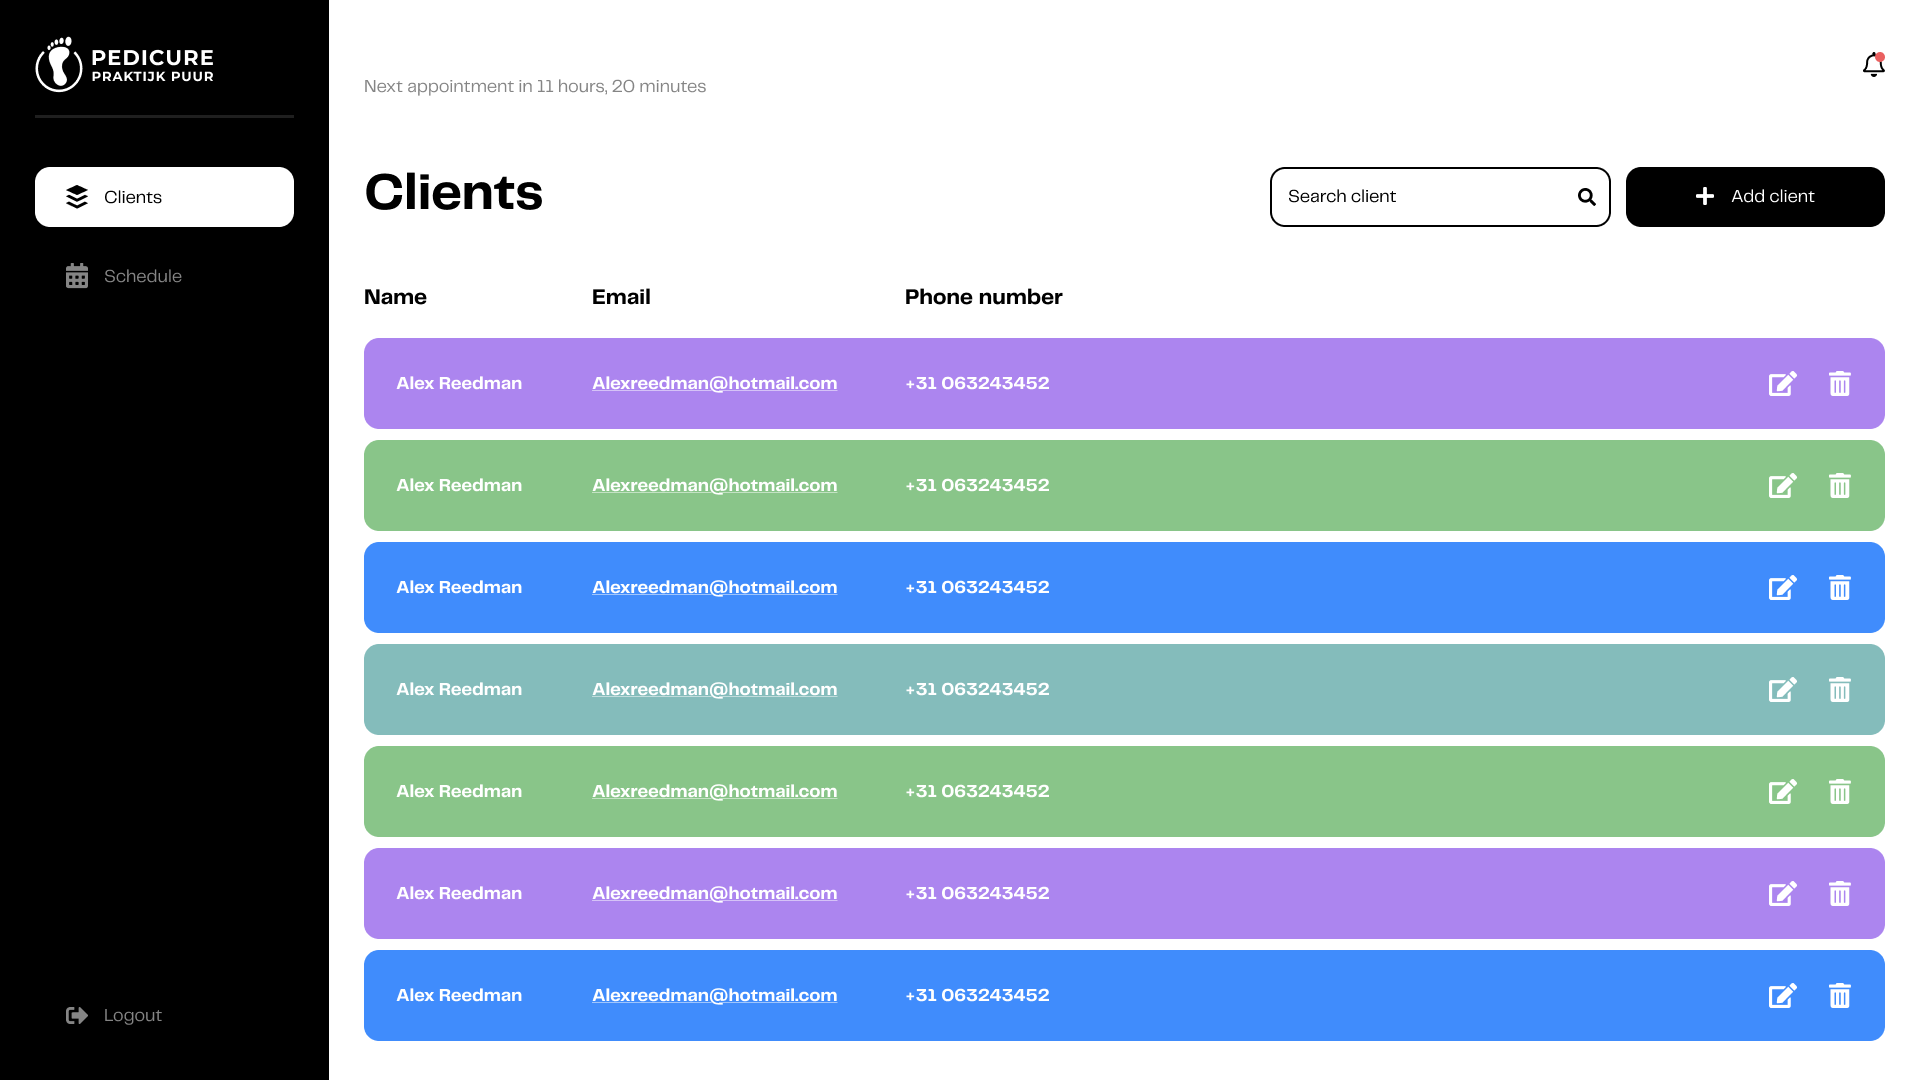 PEDICURE
PRAKTIJK PUUR
Clients
Schedule
Logout
Next appointment in 11 hours, 20 minutes
Clients
Search client
Add client
Name Email Phone number
Alex Reedman Alexreedman@hotmail.com +31 063243452
Alex Reedman Alexreedman@hotmail.com +31 063243452
Alex Reedman Alexreedman@hotmail.com +31 063243452
Alex Reedman Alexreedman@hotmail.com +31 063243452
Alex Reedman Alexreedman@hotmail.com +31 063243452
Alex Reedman Alexreedman@hotmail.com +31 063243452
Alex Reedman Alexreedman@hotmail.com +31 063243452